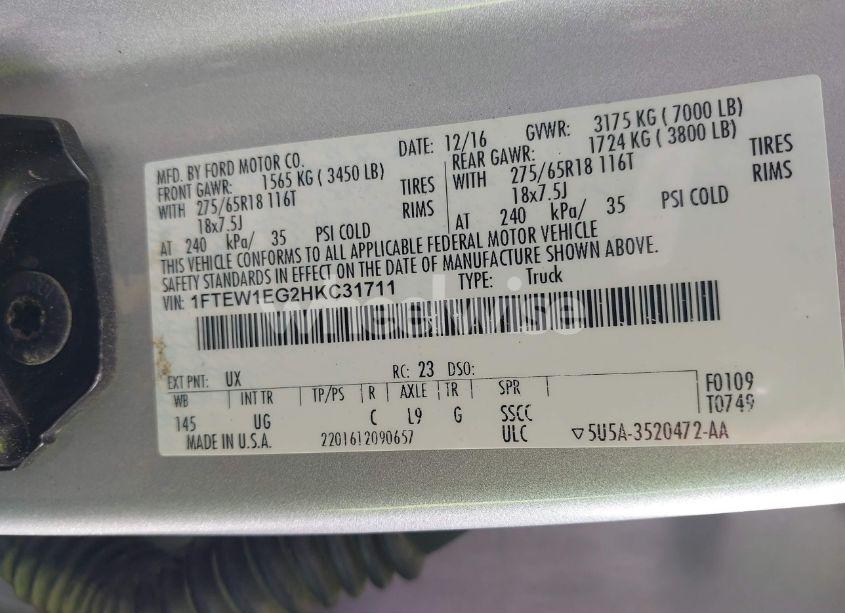 MFD. BY FORD MOTOR CO. DATE: 12/16 GVWR: 3175 KG ( 7000 LB)
FRONT GAWR: 1565 KG ( 3450 LB) REAR GAWR: 1724 KG ( 3800 LB)
WITH 275/65R18 116T TIRES WITH 275/65R18 116T TIRES
18x7.5J RIMS 18x7.5J RIMS
AT 240 kPa/ 35 PSI COLD AT 240 kPa/ 35 PSI COLD
THIS VEHICLE CONFORMS TO ALL APPLICABLE FEDERAL MOTOR VEHICLE
SAFETY STANDARDS IN EFFECT ON THE DATE OF MANUFACTURE SHOWN ABOVE.
VIN: 1FTEW1EG2HKC31711 TYPE: Truck
wheelwise
EXT PNT: UX RC: 23 DSO:
WB INT TR TP/PS R AXLE TR SPR F0109
145 UG C L9 G SSCC T0749
MADE IN U.S.A. 2201612090657 ULC ▽5U5A-3520472-AA